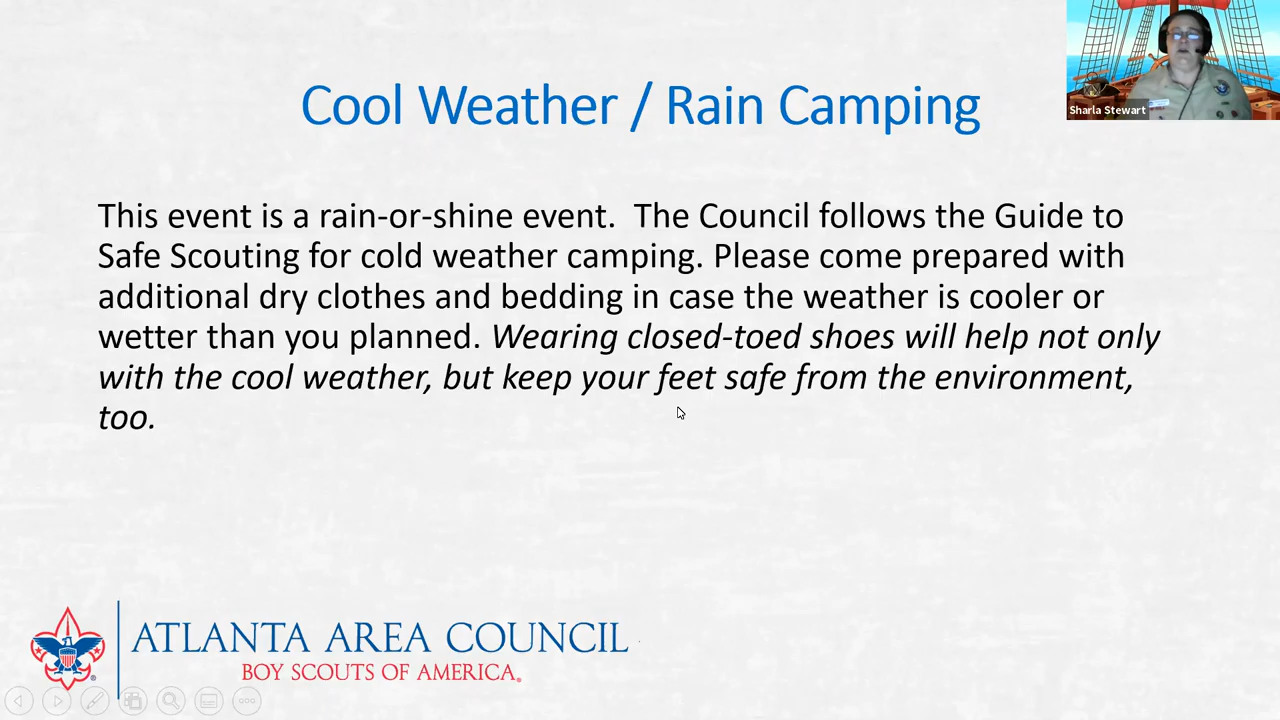 Cool Weather / Rain Camping
Sharla Stewart
This event is a rain-or-shine event.  The Council follows the Guide to
Safe Scouting for cold weather camping. Please come prepared with
additional dry clothes and bedding in case the weather is cooler or
wetter than you planned. Wearing closed-toed shoes will help not only
with the cool weather, but keep your feet safe from the environment,
too.
ATLANTA AREA COUNCIL
BOY SCOUTS OF AMERICA®